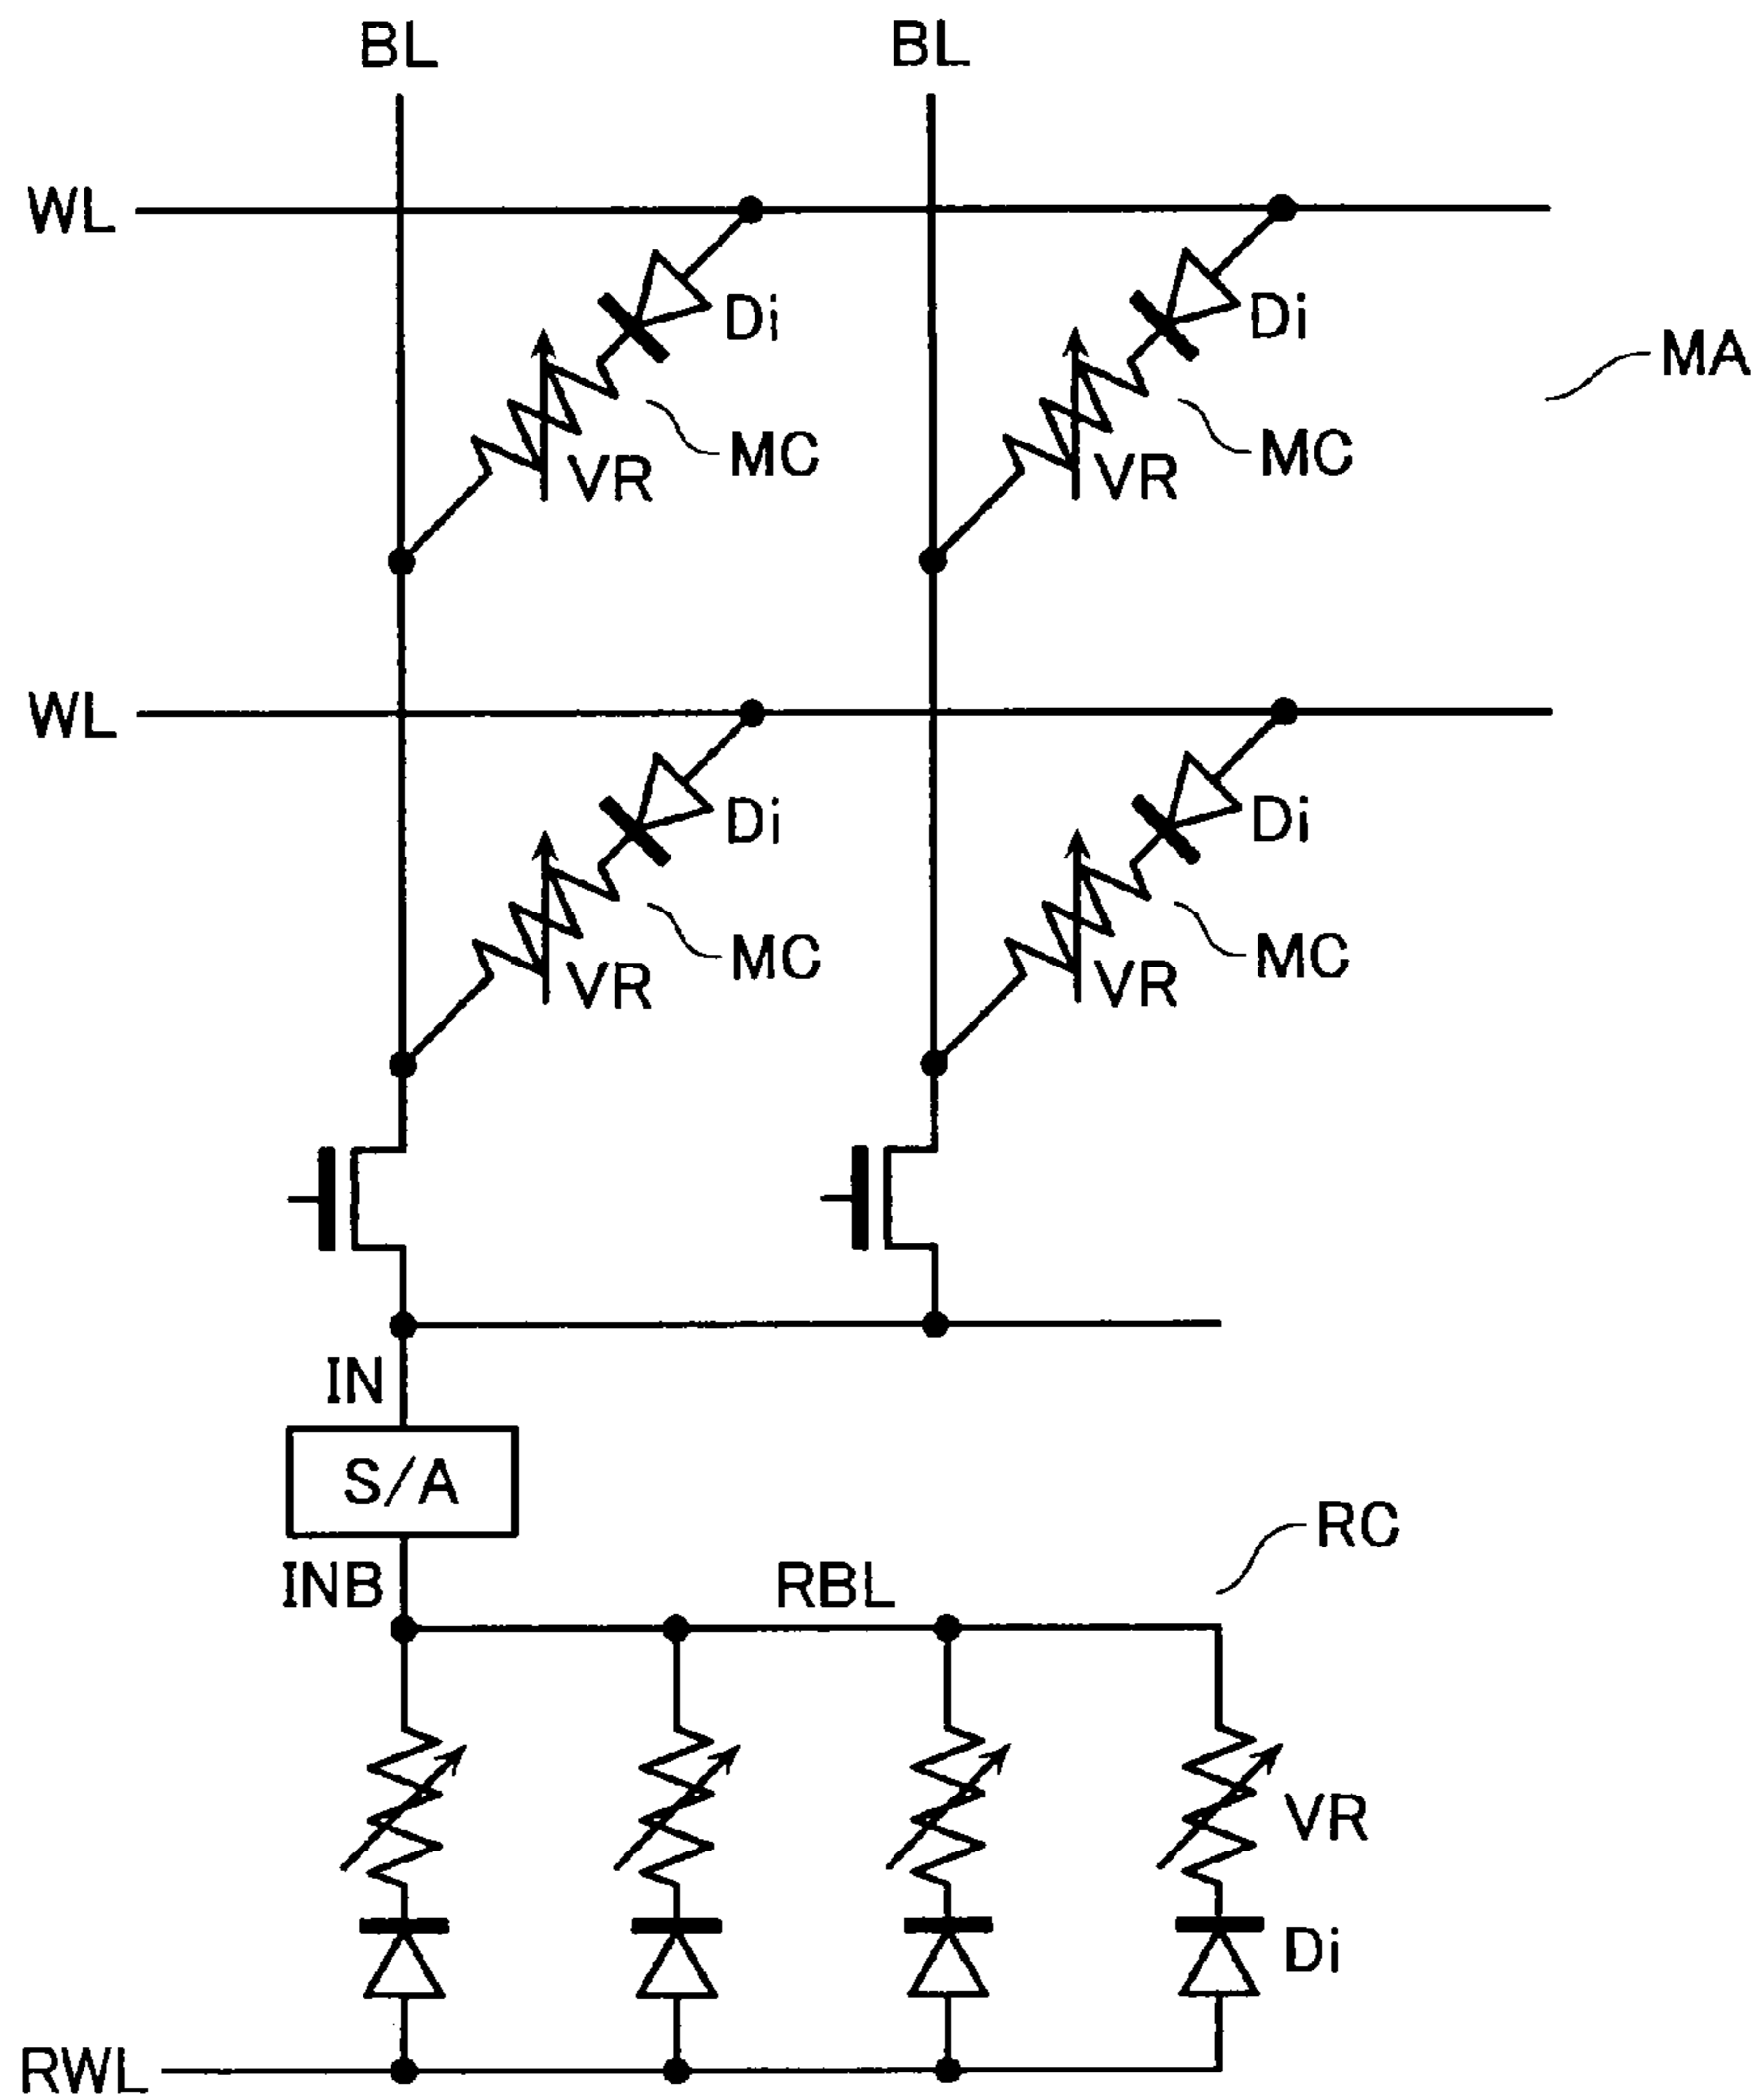 BL BL
WL
Di Di
MA
MC MC
VR VR
WL
Di Di
MC MC
VR VR
IN
S/A
RC
INB RBL
VR
Di
RWL